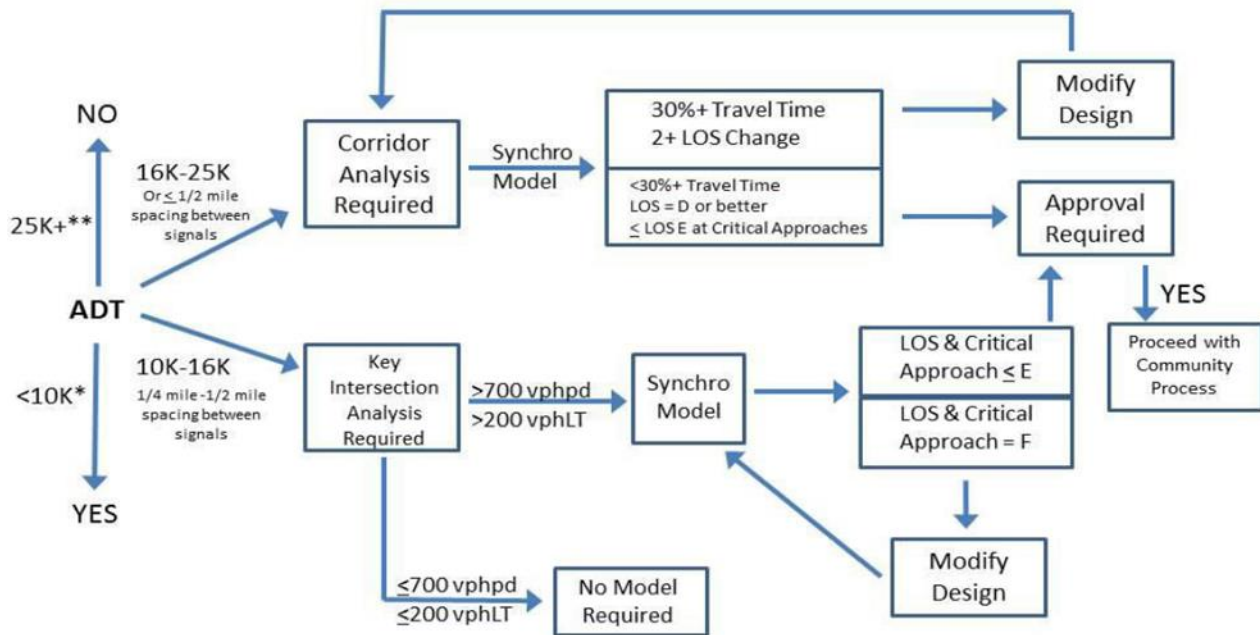 NO
25K+**
ADT
<10K*
YES
16K-25K
Or ≤ 1/2 mile
spacing between
signals
10K-16K
1/4 mile -1/2 mile
spacing between
signals
Corridor
Analysis
Required
Synchro
Model
30%+ Travel Time
2+ LOS Change
<30%+ Travel Time
LOS = D or better
≤ LOS E at Critical Approaches
Modify
Design
Approval
Required
YES
Proceed with
Community
Process
Key
Intersection
Analysis
Required
>700 vphpd
>200 vphLT
Synchro
Model
LOS & Critical
Approach ≤ E
LOS & Critical
Approach = F
Modify
Design
≤700 vphpd
≤200 vphLT
No Model
Required